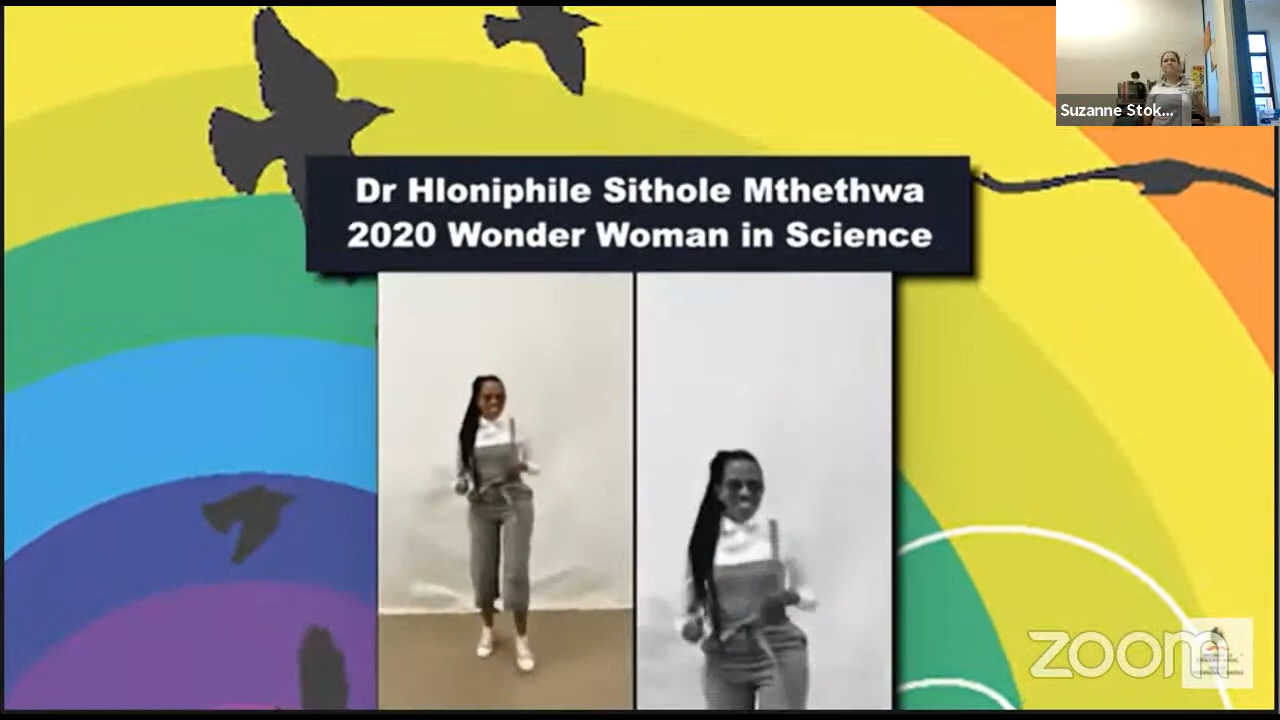 Suzanne Stok...
Dr Hloniphile Sithole Mthethwa
2020 Wonder Woman in Science
zoom